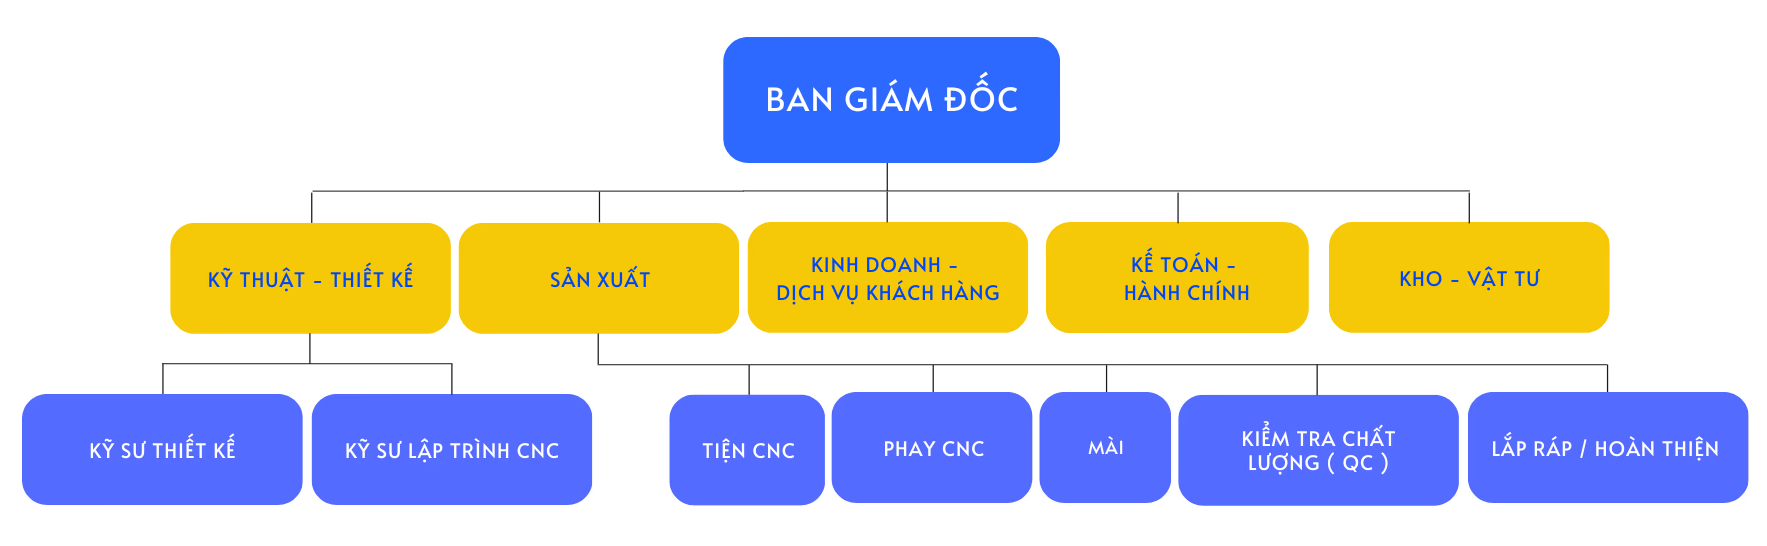 BAN GIÁM ĐỐC
KỸ THUẬT - THIẾT KẾ
SẢN XUẤT
KINH DOANH -
DỊCH VỤ KHÁCH HÀNG
KẾ TOÁN -
HÀNH CHÍNH
KHO - VẬT TƯ
KỸ SƯ THIẾT KẾ
KỸ SƯ LẬP TRÌNH CNC
TIỆN CNC
PHAY CNC
MÀI
KIỂM TRA CHẤT
LƯỢNG ( QC )
LẮP RÁP / HOÀN THIỆN